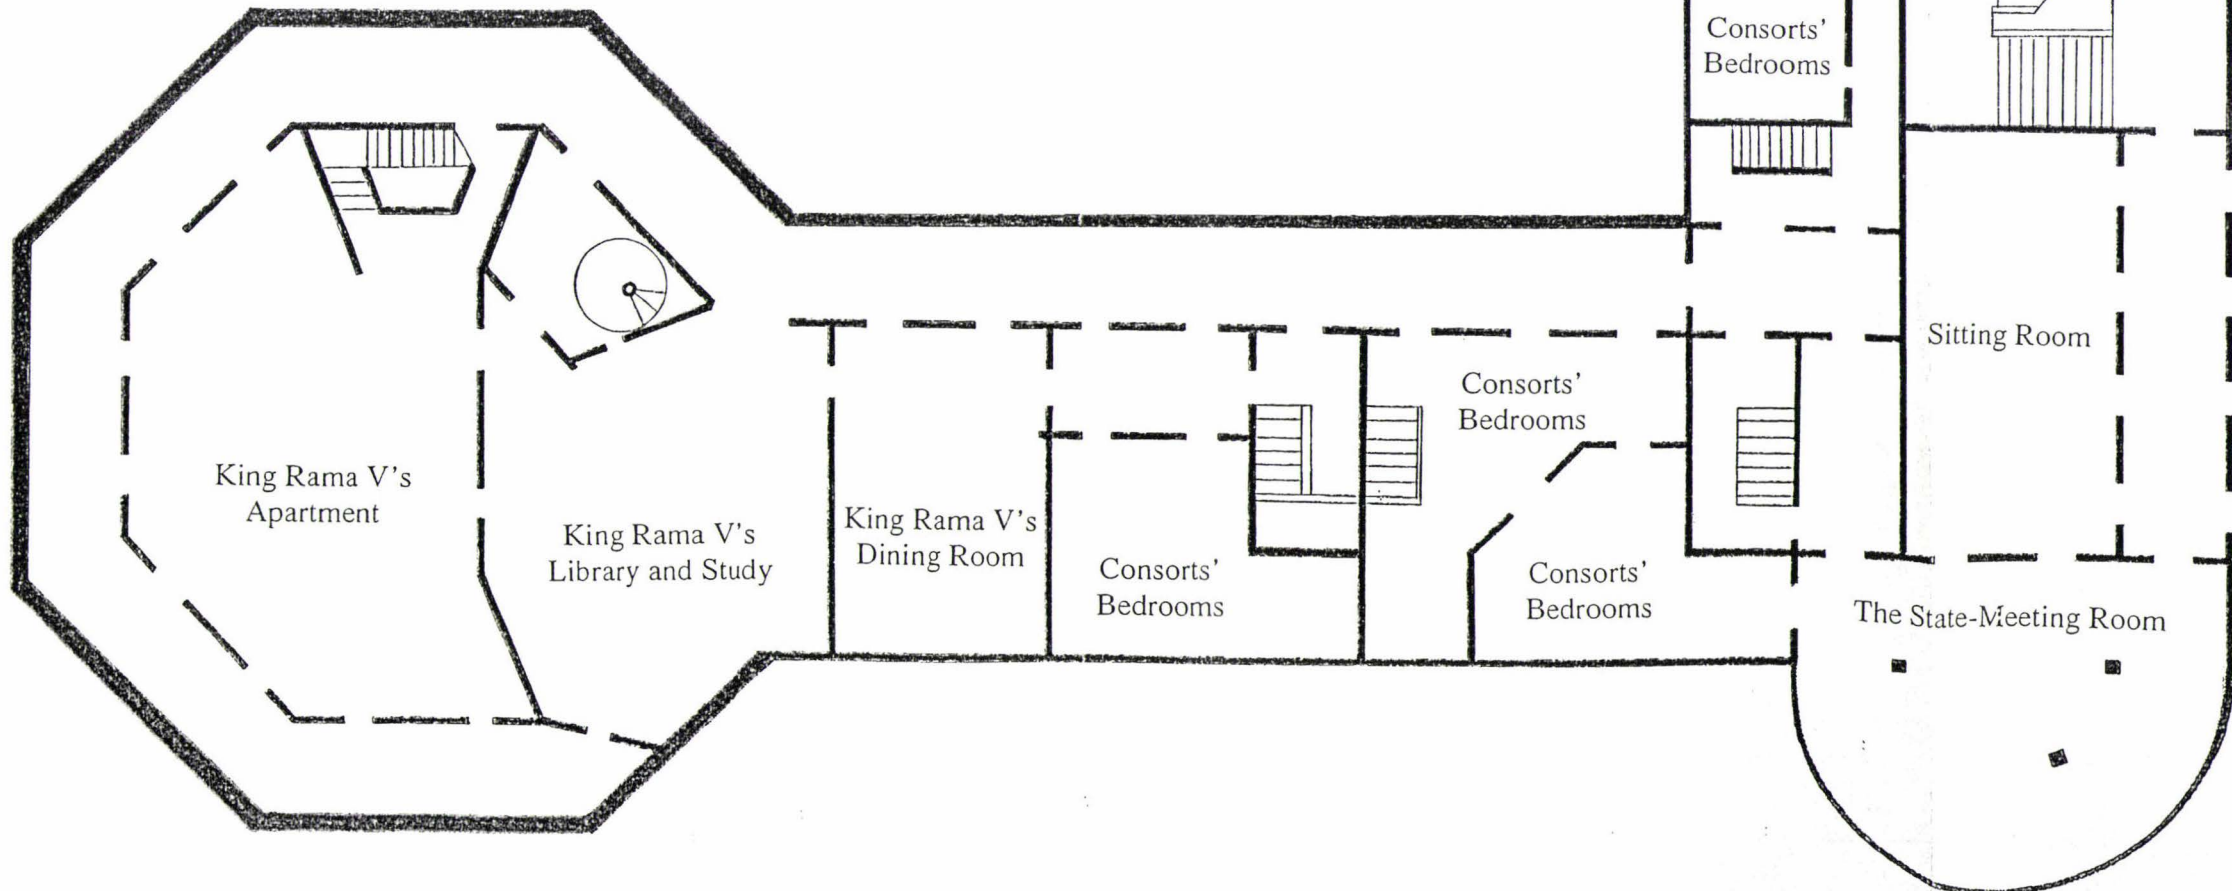 Consorts'
Bedrooms
Sitting Room
Consorts'
Bedrooms
King Rama V's
Apartment
King Rama V's
Library and Study
King Rama V's
Dining Room
Consorts'
Bedrooms
Consorts'
Bedrooms
The State-Meeting Room